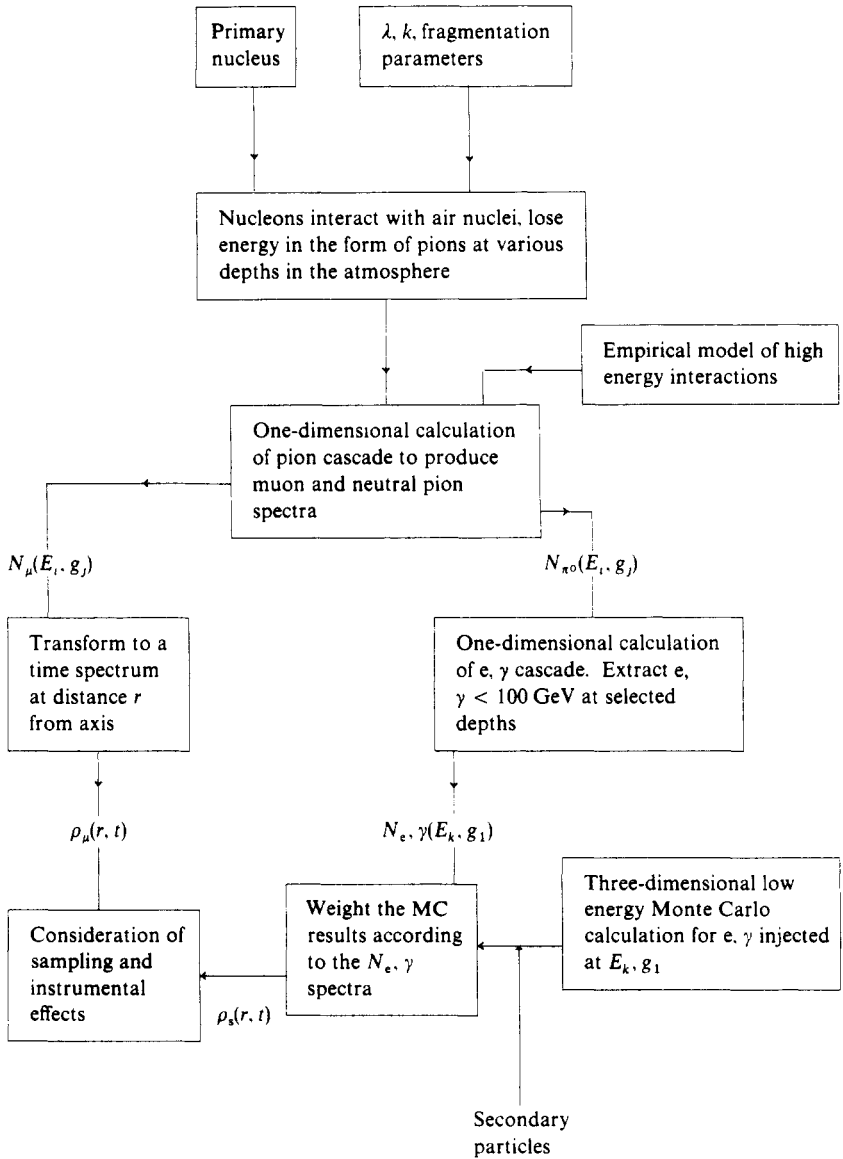 Primary
nucleus
λ, k, fragmentation
parameters
Nucleons interact with air nuclei, lose
energy in the form of pions at various
depths in the atmosphere
Empirical model of high
energy interactions
One-dimensional calculation
of pion cascade to produce
muon and neutral pion
spectra
N_μ(E_i, g_j)
N_π⁰(E_i, g_j)
Transform to a
time spectrum
at distance r
from axis
One-dimensional calculation
of e, γ cascade. Extract e,
γ < 100 GeV at selected
depths
ρ_μ(r, t)
N_e, γ(E_k, g_1)
Three-dimensional low
energy Monte Carlo
calculation for e, γ injected
at E_k, g_1
Weight the MC
results according
to the N_e, γ
spectra
Consideration of
sampling and
instrumental
effects
ρ_s(r, t)
Secondary
particles